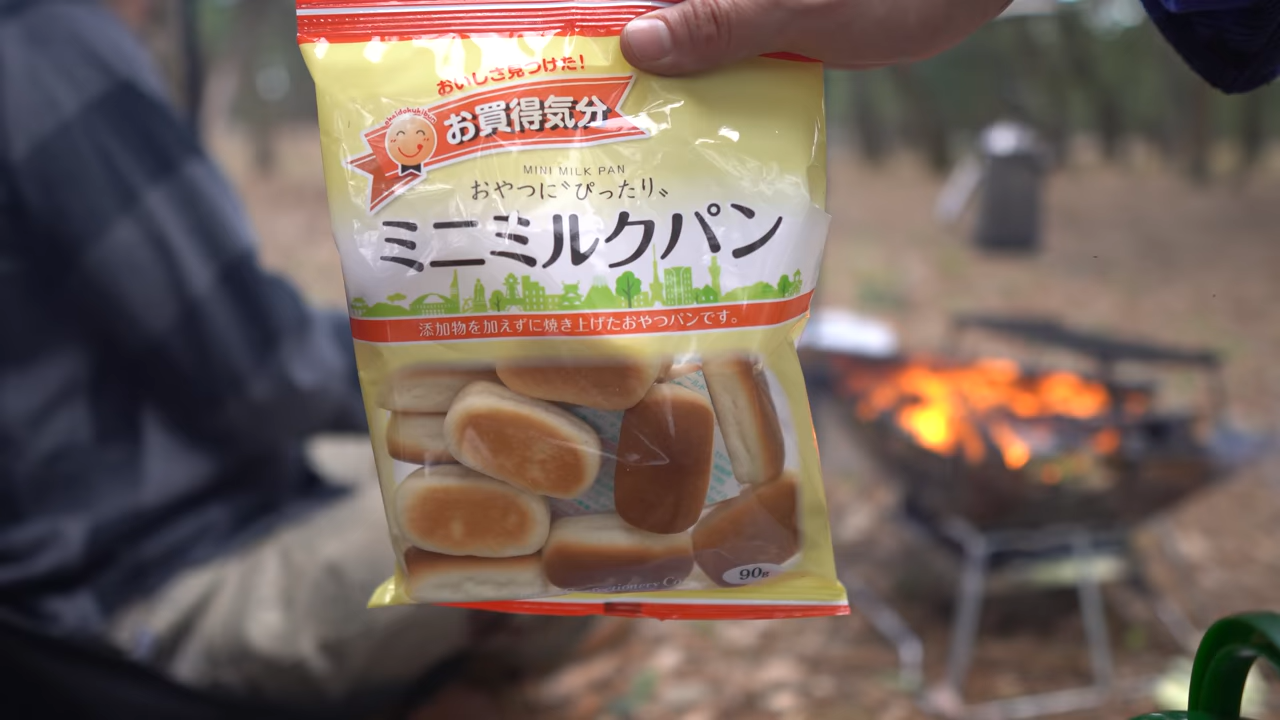 おいしさ見つけた!
お買得気分
MINI MILK PAN
おやつに〝ぴったり〟
ミニミルクパン
添加物を加えずに焼き上げたおやつパンです。
90g